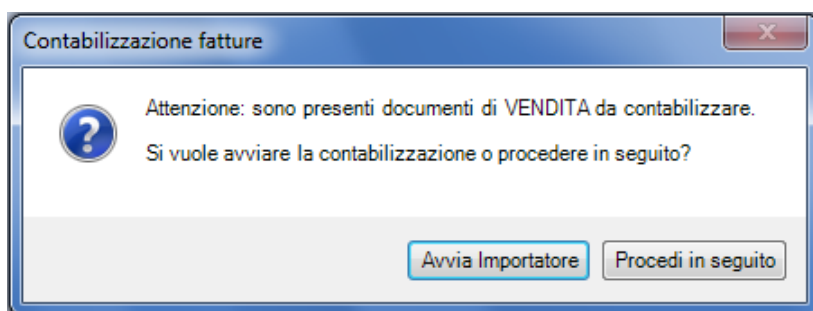 Contabilizzazione fatture
Attenzione: sono presenti documenti di VENDITA da contabilizzare.
Si vuole avviare la contabilizzazione o procedere in seguito?
Avvia Importatore
Procedi in seguito